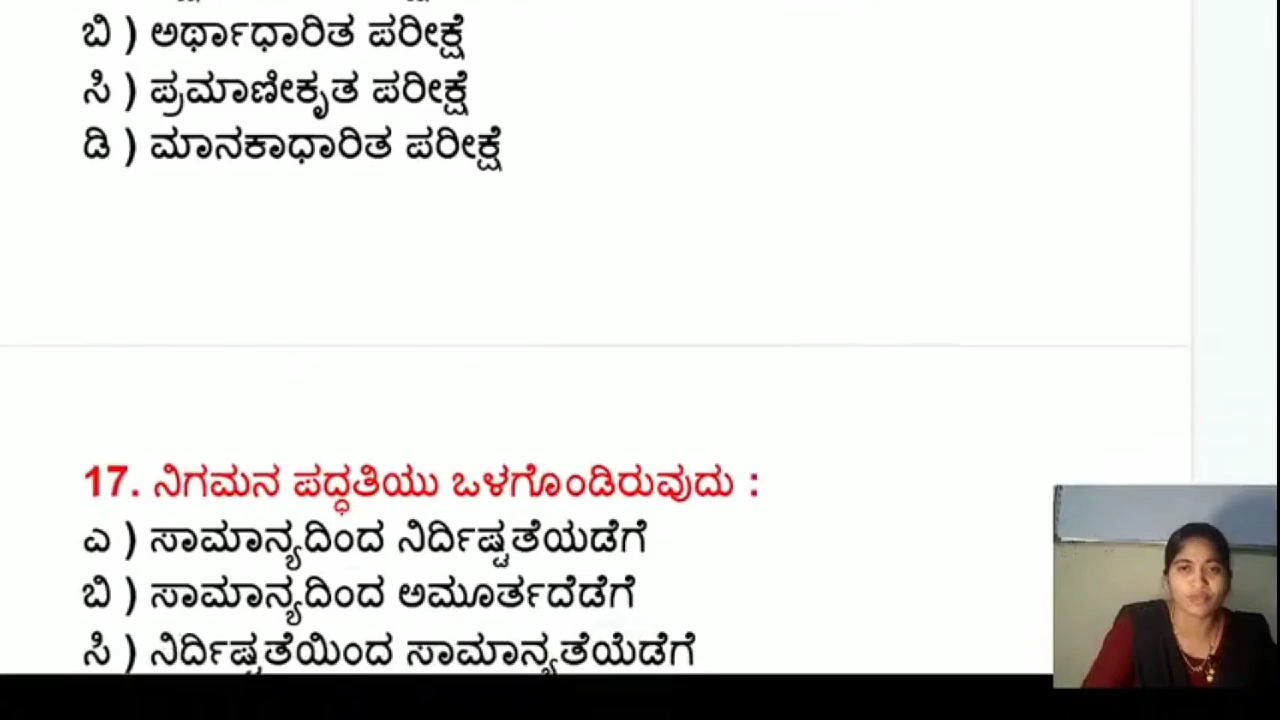 ಬಿ ) ಅರ್ಥಾಧಾರಿತ ಪರೀಕ್ಷೆ
ಸಿ ) ಪ್ರಮಾಣೀಕೃತ ಪರೀಕ್ಷೆ
ಡಿ ) ಮಾನಕಾಧಾರಿತ ಪರೀಕ್ಷೆ
17. ನಿಗಮನ ಪದ್ಧತಿಯು ಒಳಗೊಂಡಿರುವುದು :
ಎ ) ಸಾಮಾನ್ಯದಿಂದ ನಿರ್ದಿಷ್ಟತೆಯಡೆಗೆ
ಬಿ ) ಸಾಮಾನ್ಯದಿಂದ ಅಮೂರ್ತದೆಡೆಗೆ
ಸಿ ) ನಿರ್ದಿಷ್ಟತೆಯಿಂದ ಸಾಮಾನ್ಯತೆಯೆಡೆಗೆ